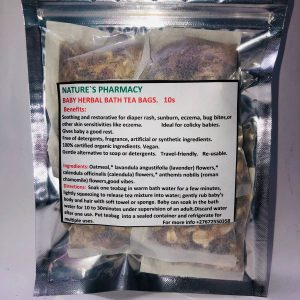 NATURE`S PHARMACY
BABY HERBAL BATH TEA BAGS. 10s
Benefits:
Soothing and restorative for diaper rash, sunburn, eczema, bug bites,or
other skin sensitivities like eczema. Ideal for colicky babies.
Gives baby a good rest.
Free of detergents, fragrance, artificial or synthetic ingredients.
100% certified organic ingredients. Vegan.
Gentle alternative to soap or detergents. Travel-friendly. Re-usable.
Ingredients: Oatmeal,* lavandula angustifolia (lavender) flowers,*
calendula officinalis (calendula) flowers,* anthemis nobilis (roman
chamomile) flowers,good vibes.
Directions: Soak one teabag in warm bath water for a few minutes,
lightly squeezing to release tea mixture into water; gently rub baby's
body and hair with soft towel or sponge. Baby can soak in the bath
water for 10 to 30minutes under supervision of an adult.Discard water
after one use. Pet teabag into a sealed container and refrigerate for
multiple uses. For more info +27672550358